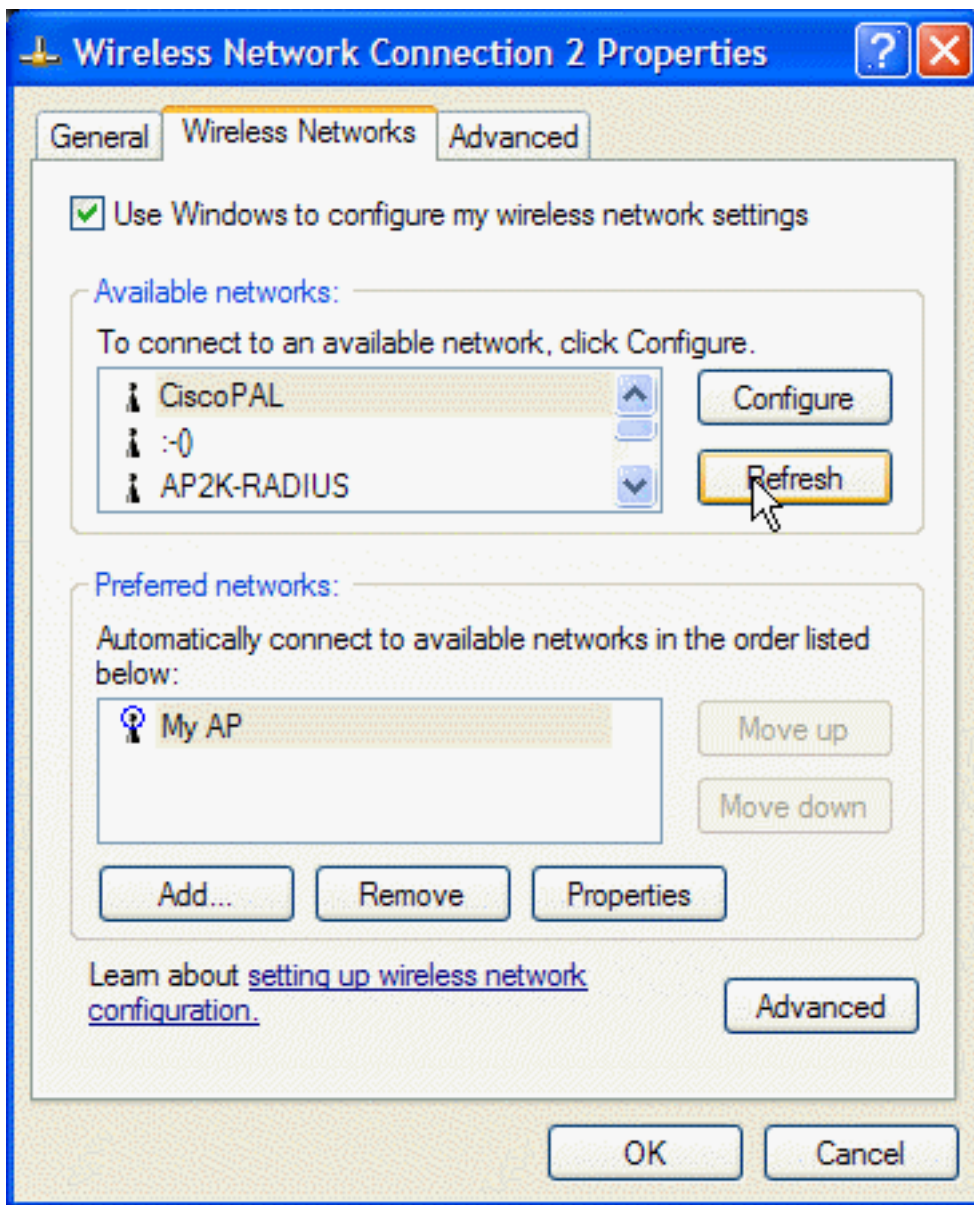 Wireless Network Connection 2 Properties
General
Wireless Networks
Advanced
Use Windows to configure my wireless network settings
Available networks:
To connect to an available network, click Configure.
CiscoPAL
:-()
AP2K-RADIUS
Configure
Refresh
Preferred networks:
Automatically connect to available networks in the order listed
below:
My AP
Move up
Move down
Add...
Remove
Properties
Learn about setting up wireless network
configuration.
Advanced
OK
Cancel